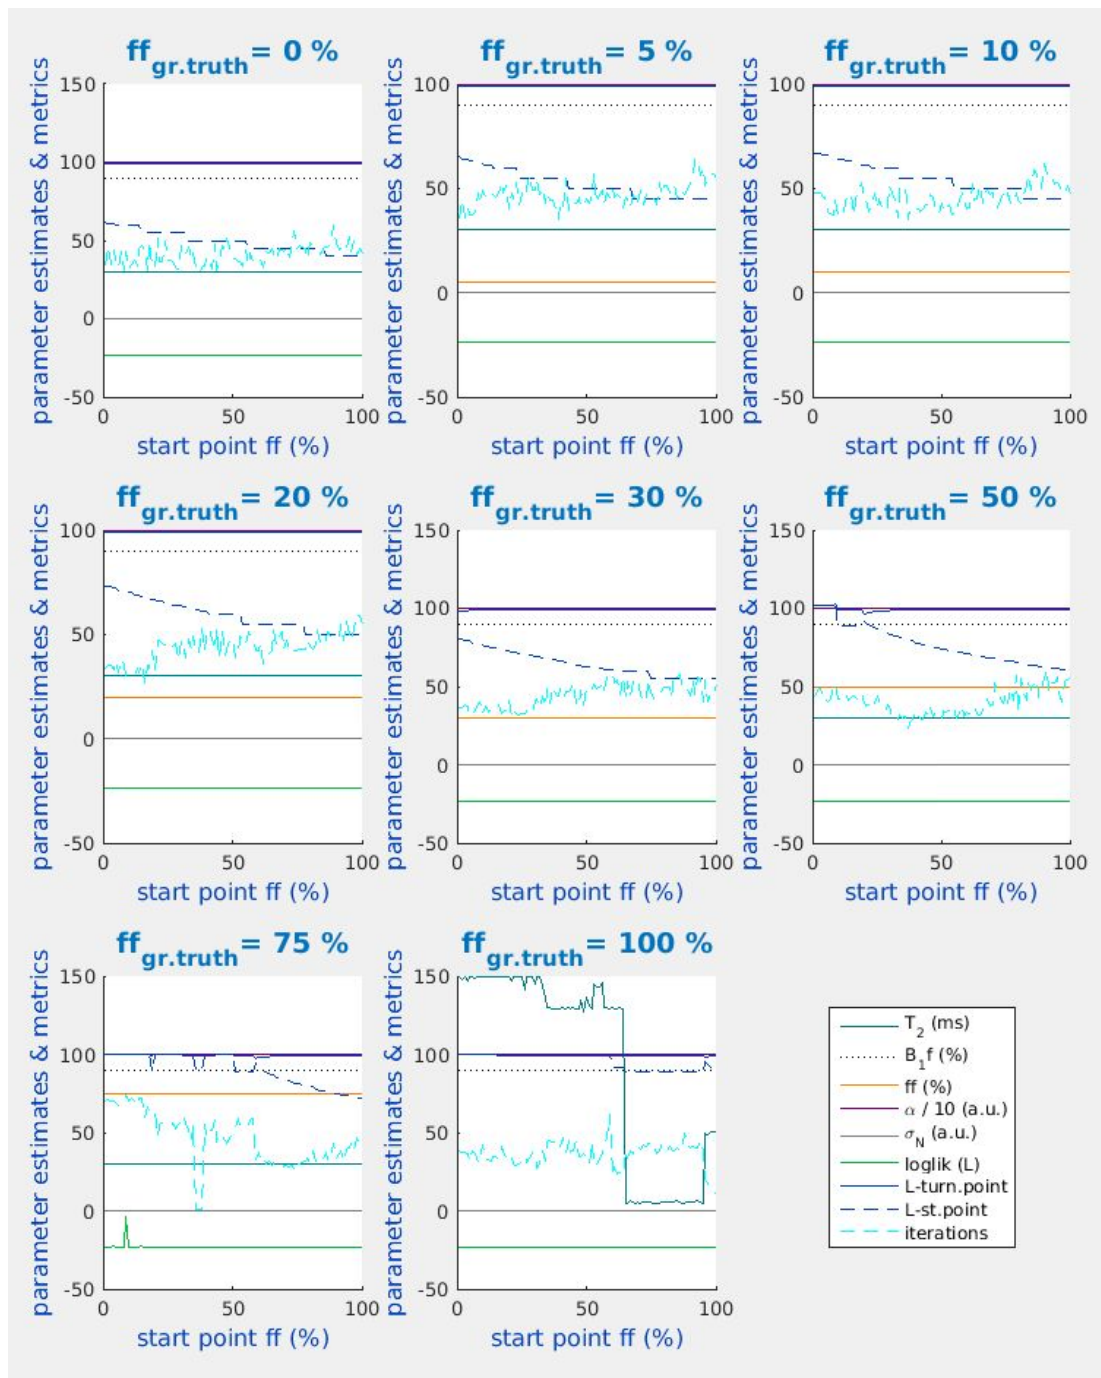 ff gr.truth = 0 %
ff gr.truth = 5 %
ff gr.truth = 10 %
parameter estimates & metrics
150
100
50
0
-50
0
50
100
start point ff (%)
parameter estimates & metrics
100
50
0
-50
0
50
100
start point ff (%)
parameter estimates & metrics
100
50
0
-50
0
50
100
start point ff (%)
ff gr.truth = 20 %
ff gr.truth = 30 %
ff gr.truth = 50 %
parameter estimates & metrics
100
50
0
-50
0
50
100
start point ff (%)
parameter estimates & metrics
150
100
50
0
-50
0
50
100
start point ff (%)
parameter estimates & metrics
150
100
50
0
-50
0
50
100
start point ff (%)
ff gr.truth = 75 %
ff gr.truth = 100 %
parameter estimates & metrics
150
100
50
0
-50
0
50
100
start point ff (%)
parameter estimates & metrics
150
100
50
0
-50
0
50
100
start point ff (%)
T2 (ms)
B1f (%)
ff (%)
α / 10 (a.u.)
σN (a.u.)
loglik (L)
L-turn.point
L-st.point
iterations